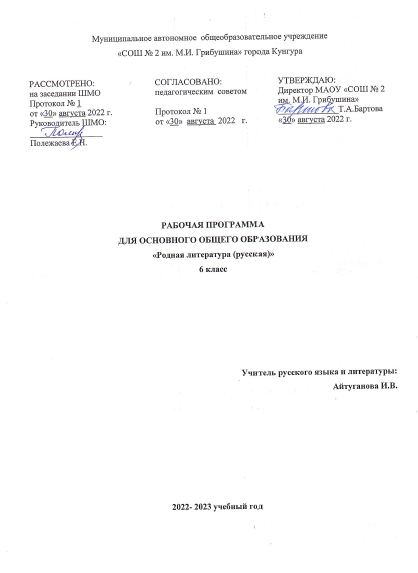 Муниципальное автономное общеобразовательное учреждение
«СОШ № 2 им. М.И. Грибушина» города Кунгура
РАССМОТРЕНО:
на заседании ШМО
Протокол № 1
от «30» августа 2022 г.
Руководитель ШМО:
Полежаева Е.Н.
СОГЛАСОВАНО:
педагогическим советом
Протокол № 1
от «30» августа 2022 г.
УТВЕРЖДАЮ:
Директор МАОУ «СОШ № 2
им. М.И. Грибушина»
Т.А.Бартова
«30» августа 2022 г.
РАБОЧАЯ ПРОГРАММА
ДЛЯ ОСНОВНОГО ОБЩЕГО ОБРАЗОВАНИЯ
«Родная литература (русская)»
6 класс
Учитель русского языка и литературы:
Айтуганова И.В.
2022- 2023 учебный год